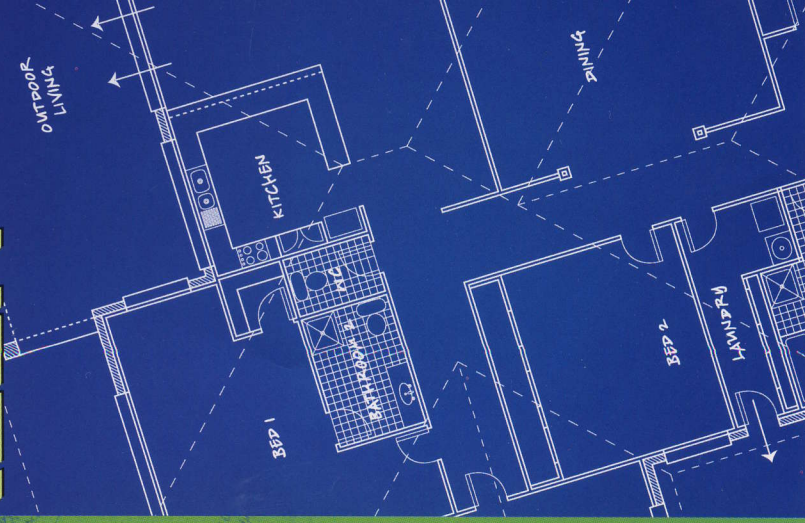 OUTDOOR
LIVING
DINING
KITCHEN
WC
BATHROOM 2
BED 1
BED 2
LAUNDRY